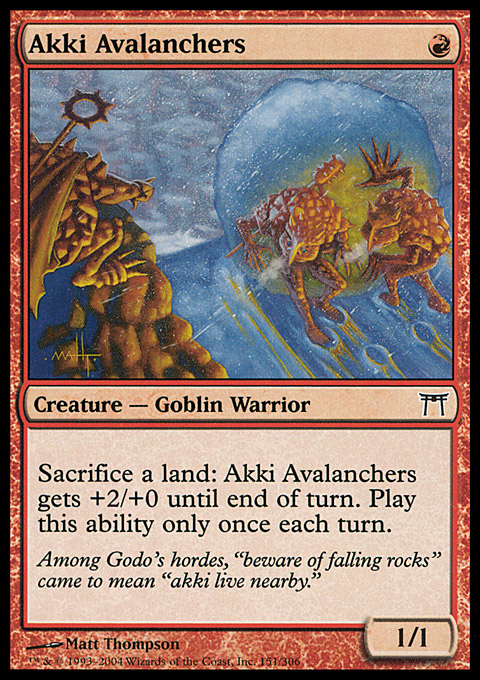 Akki Avalanchers
MATT
Creature — Goblin Warrior
Sacrifice a land: Akki Avalanchers
gets +2/+0 until end of turn. Play
this ability only once each turn.
Among Godo's hordes, "beware of falling rocks"
came to mean "akki live nearby."
Matt Thompson
1/1
™ & © 1993–2004 Wizards of the Coast, Inc. 151/306